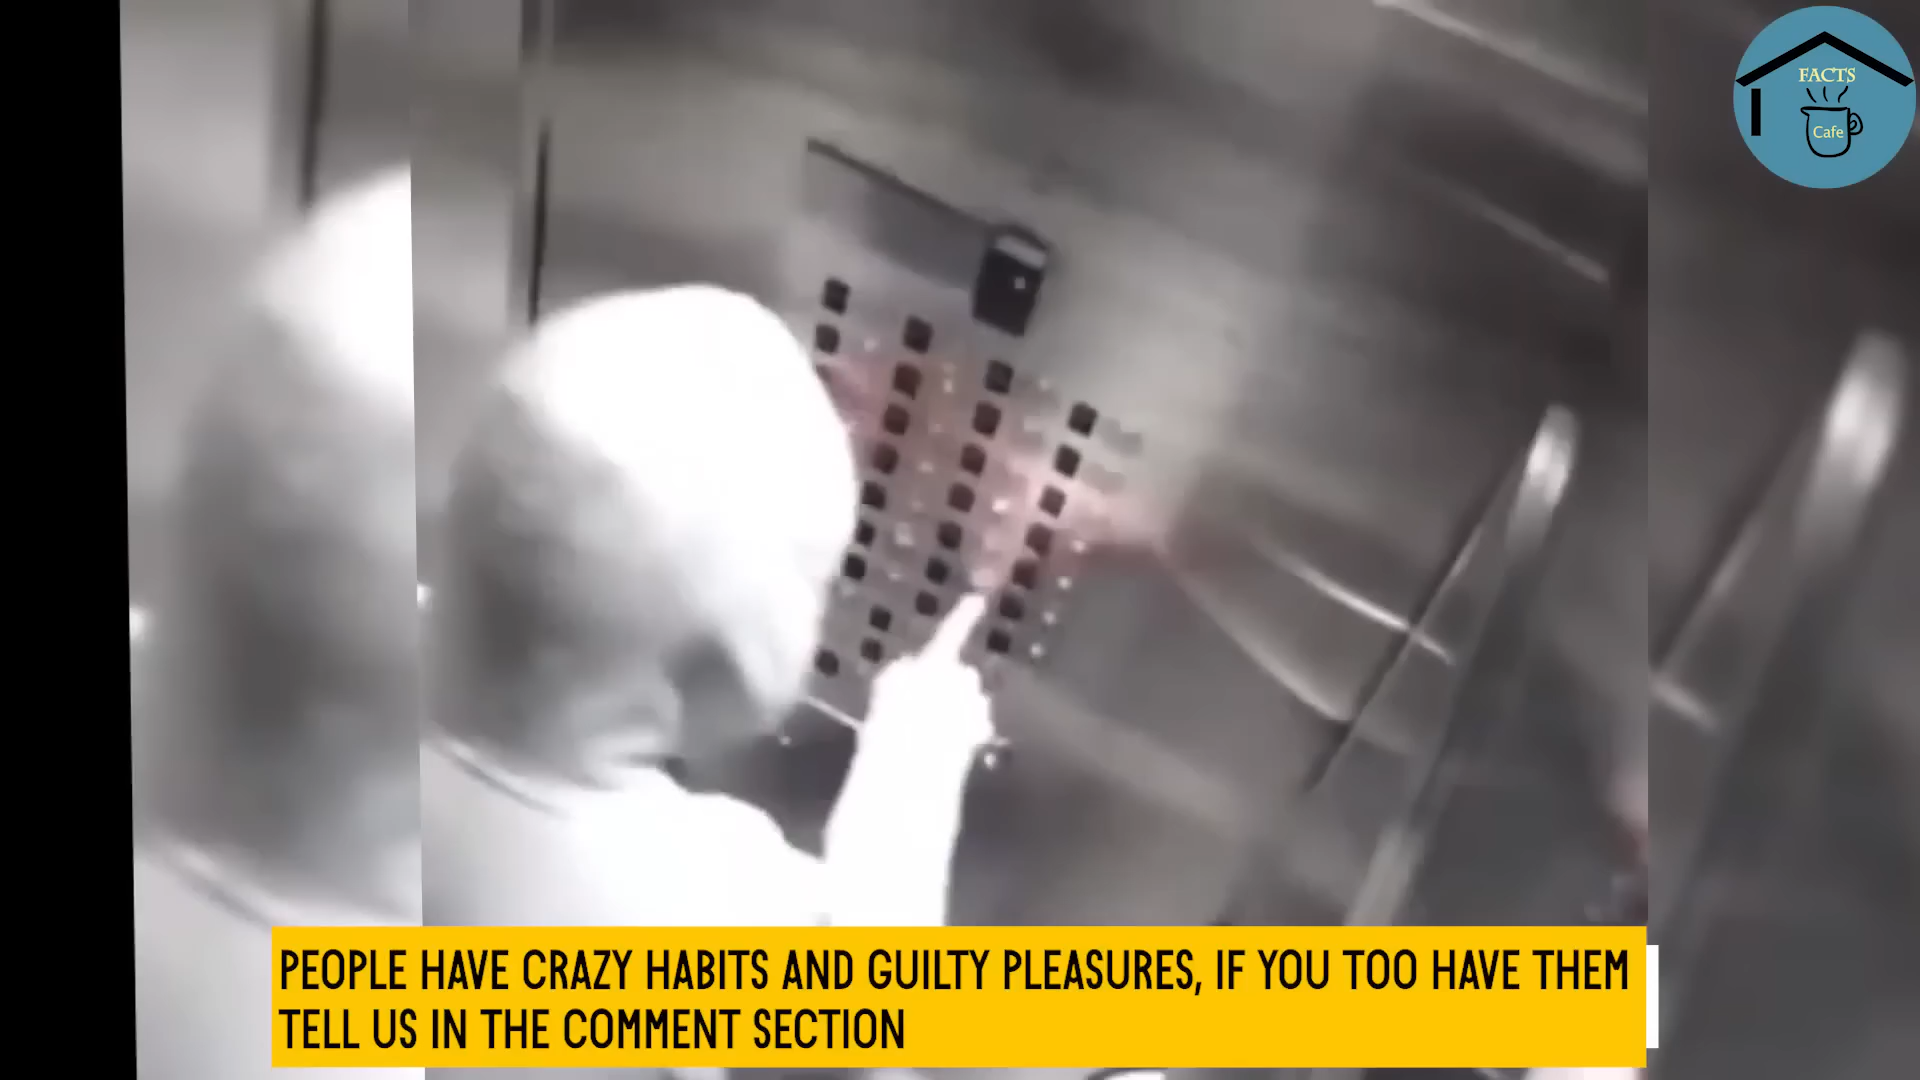 FACTS
Cafe
PEOPLE HAVE CRAZY HABITS AND GUILTY PLEASURES, IF YOU TOO HAVE THEM
TELL US IN THE COMMENT SECTION